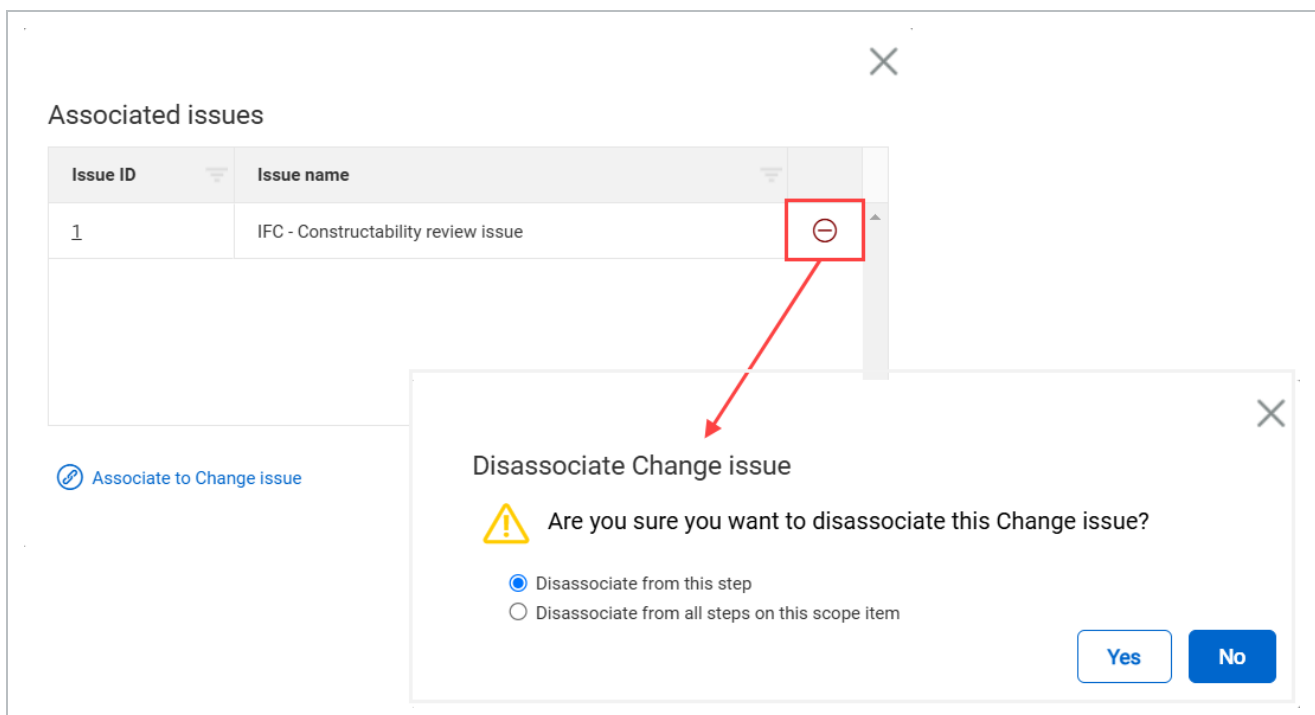 Associated issues
Issue ID Issue name
1 IFC - Constructability review issue
Associate to Change issue
Disassociate Change issue
Are you sure you want to disassociate this Change issue?
Disassociate from this step
Disassociate from all steps on this scope item
Yes No